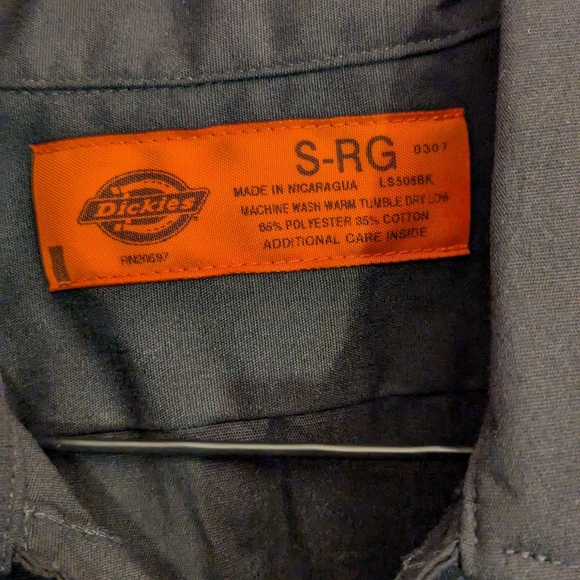 Dickies
RN20697
S-RG 0307
MADE IN NICARAGUA LS508BK
MACHINE WASH WARM TUMBLE DRY LOW
65% POLYESTER 35% COTTON
ADDITIONAL CARE INSIDE